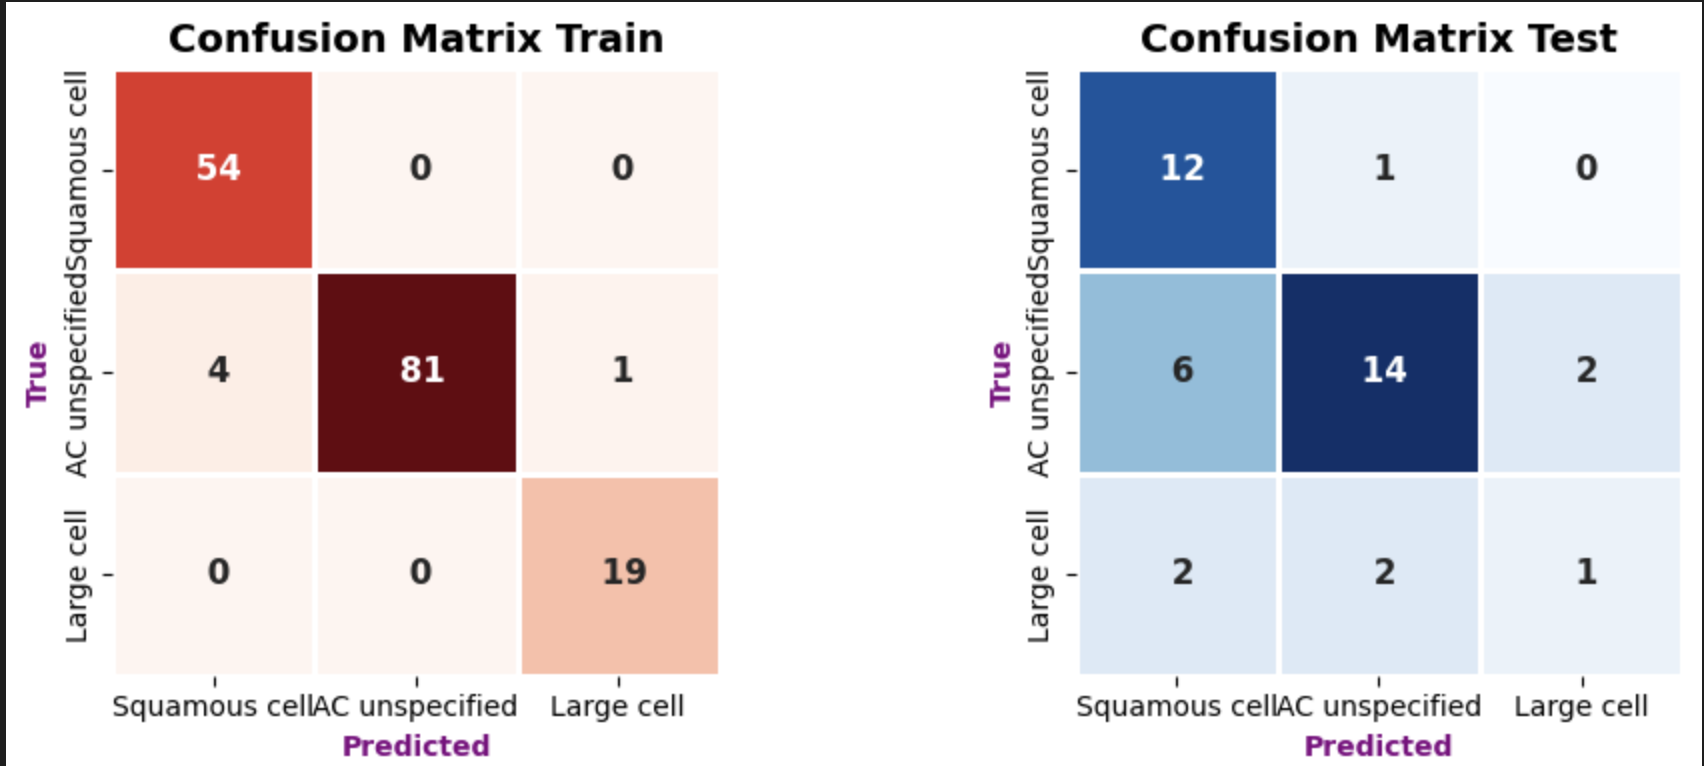 Confusion Matrix Train
Squamous cell
54 0 0
True
AC unspecified
4 81 1
Large cell
0 0 19
Squamous cell AC unspecified Large cell
Predicted
Confusion Matrix Test
Squamous cell
12 1 0
True
AC unspecified
6 14 2
Large cell
2 2 1
Squamous cell AC unspecified Large cell
Predicted